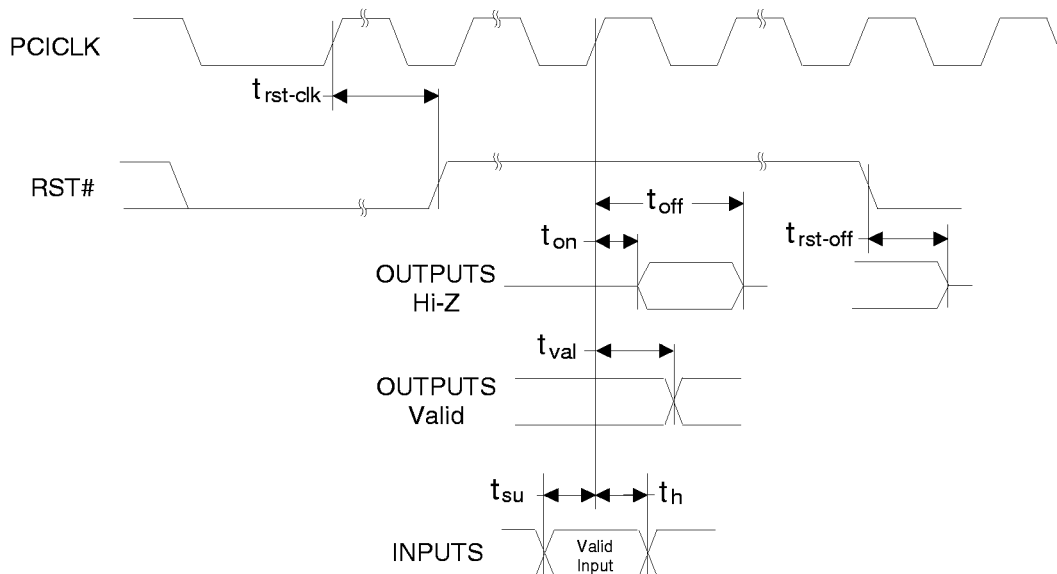 PCICLK
t rst-clk
RST#
t off
t on
t rst-off
OUTPUTS
Hi-Z
t val
OUTPUTS
Valid
t su
t h
INPUTS
Valid
Input